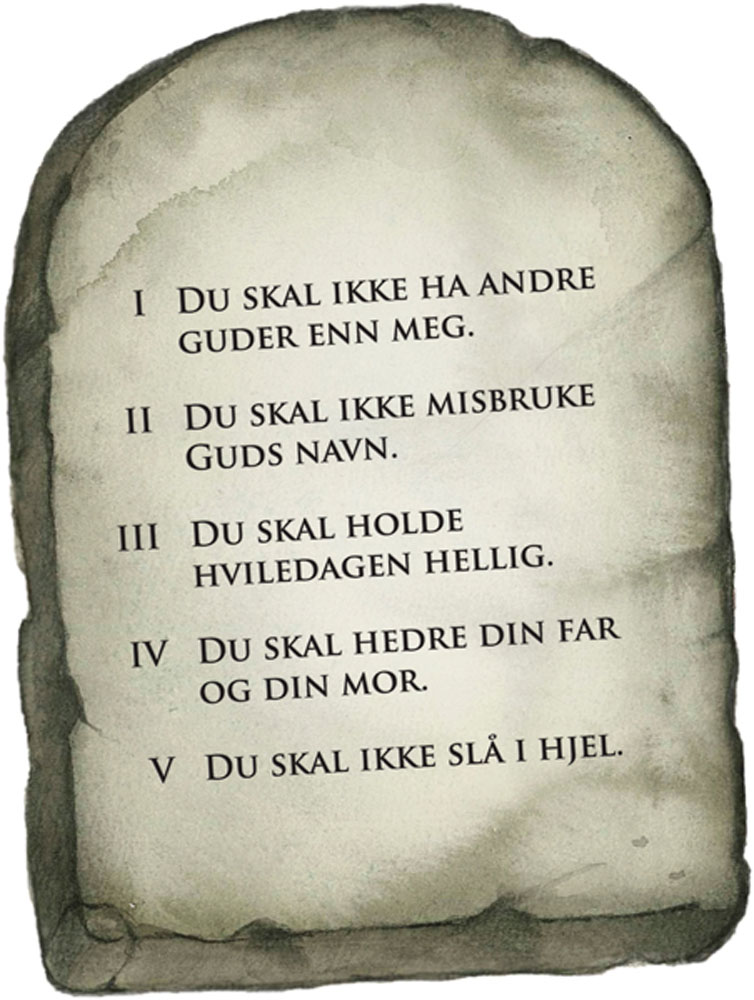 I Du skal ikke ha andre
guder enn meg.
II Du skal ikke misbruke
Guds navn.
III Du skal holde
hviledagen hellig.
IV Du skal hedre din far
og din mor.
V Du skal ikke slå i hjel.